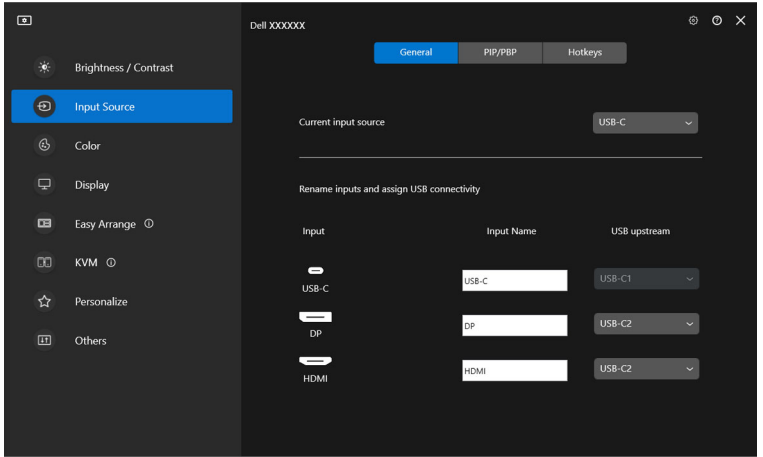 Dell XXXXXX
General PIP/PBP Hotkeys
Brightness / Contrast
Input Source
Color
Display
Easy Arrange
KVM
Personalize
Others
Current input source USB-C
Rename inputs and assign USB connectivity
Input Input Name USB upstream
USB-C USB-C USB-C1
DP DP USB-C2
HDMI HDMI USB-C2